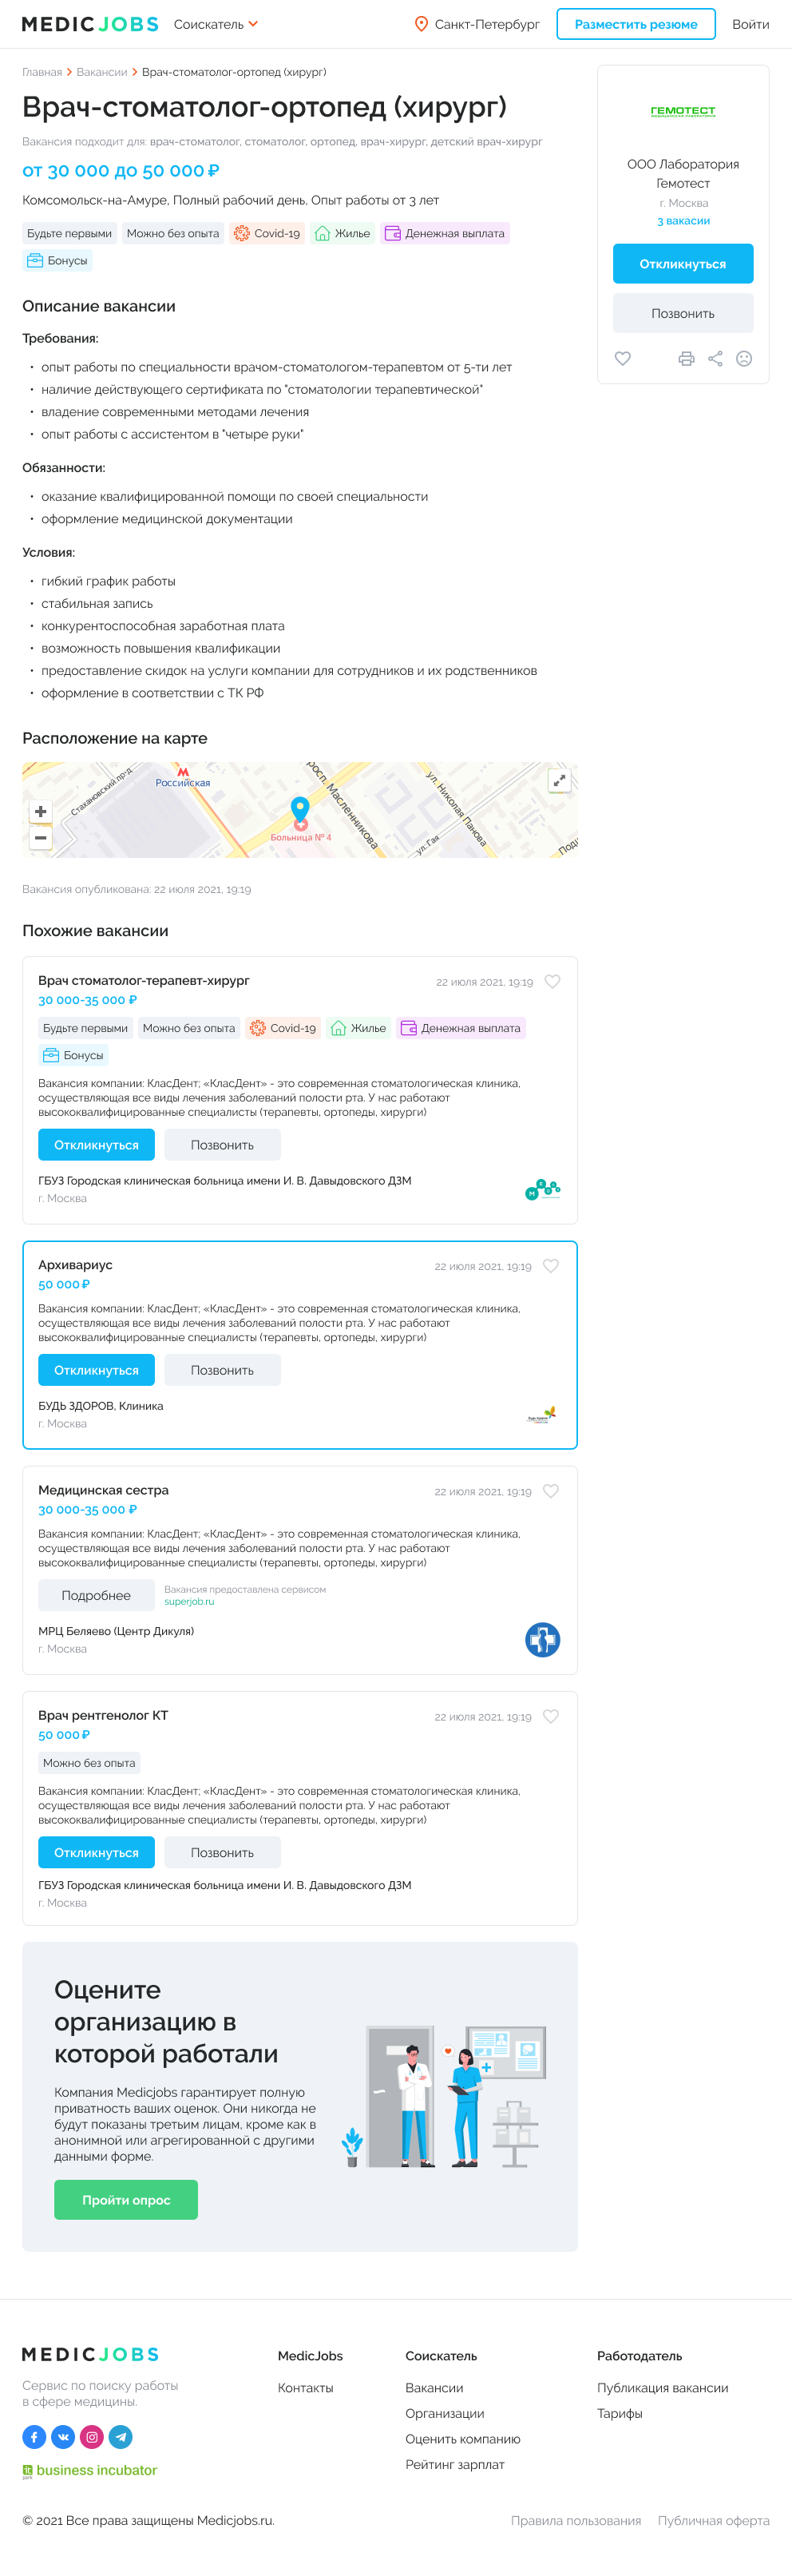 MEDICJOBS Соискатель Санкт-Петербург Разместить резюме Войти
Главная Вакансии Врач-стоматолог-ортопед (хирург)
Врач-стоматолог-ортопед (хирург)
Вакансия подходит для: врач-стоматолог, стоматолог, ортопед, врач-хирург, детский врач-хирург
от 30 000 до 50 000 ₽
Комсомольск-на-Амуре, Полный рабочий день, Опыт работы от 3 лет
Будьте первыми Можно без опыта Covid-19 Жилье Денежная выплата
Бонусы
ГЕМОТЕСТ
МЕДИЦИНСКАЯ ЛАБОРАТОРИЯ
ООО Лаборатория
Гемотест
г. Москва
3 вакасии
Откликнуться
Позвонить
Описание вакансии
Требования:
• опыт работы по специальности врачом-стоматологом-терапевтом от 5-ти лет
• наличие действующего сертификата по "стоматологии терапевтической"
• владение современными методами лечения
• опыт работы с ассистентом в "четыре руки"
Обязанности:
• оказание квалифицированной помощи по своей специальности
• оформление медицинской документации
Условия:
• гибкий график работы
• стабильная запись
• конкурентоспособная заработная плата
• возможность повышения квалификации
• предоставление скидок на услуги компании для сотрудников и их родственников
• оформление в соответствии с ТК РФ
Расположение на карте
Российская
Стахановский пр-д
просп. Масленникова
ул. Николая Панова
Больница № 4
ул. Гая
Вакансия опубликована: 22 июля 2021, 19:19
Похожие вакансии
Врач стоматолог-терапевт-хирург 22 июля 2021, 19:19
30 000-35 000 ₽
Будьте первыми Можно без опыта Covid-19 Жилье Денежная выплата
Бонусы
Вакансия компании: КласДент; «КласДент» - это современная стоматологическая клиника,
осуществляющая все виды лечения заболеваний полости рта. У нас работают
высококвалифицированные специалисты (терапевты, ортопеды, хирурги)
Откликнуться Позвонить
ГБУЗ Городская клиническая больница имени И. В. Давыдовского ДЗМ
г. Москва
Архивариус 22 июля 2021, 19:19
50 000 ₽
Вакансия компании: КласДент; «КласДент» - это современная стоматологическая клиника,
осуществляющая все виды лечения заболеваний полости рта. У нас работают
высококвалифицированные специалисты (терапевты, ортопеды, хирурги)
Откликнуться Позвонить
БУДЬ ЗДОРОВ, Клиника
г. Москва
Медицинская сестра 22 июля 2021, 19:19
30 000-35 000 ₽
Вакансия компании: КласДент; «КласДент» - это современная стоматологическая клиника,
осуществляющая все виды лечения заболеваний полости рта. У нас работают
высококвалифицированные специалисты (терапевты, ортопеды, хирурги)
Подробнее
Вакансия предоставлена сервисом
superjob.ru
МРЦ Беляево (Центр Дикуля)
г. Москва
Врач рентгенолог КТ 22 июля 2021, 19:19
50 000 ₽
Можно без опыта
Вакансия компании: КласДент; «КласДент» - это современная стоматологическая клиника,
осуществляющая все виды лечения заболеваний полости рта. У нас работают
высококвалифицированные специалисты (терапевты, ортопеды, хирурги)
Откликнуться Позвонить
ГБУЗ Городская клиническая больница имени И. В. Давыдовского ДЗМ
г. Москва
Оцените
организацию в
которой работали
Компания Medicjobs гарантирует полную
приватность ваших оценок. Они никогда не
будут показаны третьим лицам, кроме как в
анонимной или агрегированной с другими
данными форме.
Пройти опрос
MEDICJOBS
Сервис по поиску работы
в сфере медицины.
business incubator
MedicJobs
Контакты
Соискатель
Вакансии
Организации
Оценить компанию
Рейтинг зарплат
Работодатель
Публикация вакансии
Тарифы
© 2021 Все права защищены Medicjobs.ru. Правила пользования Публичная оферта